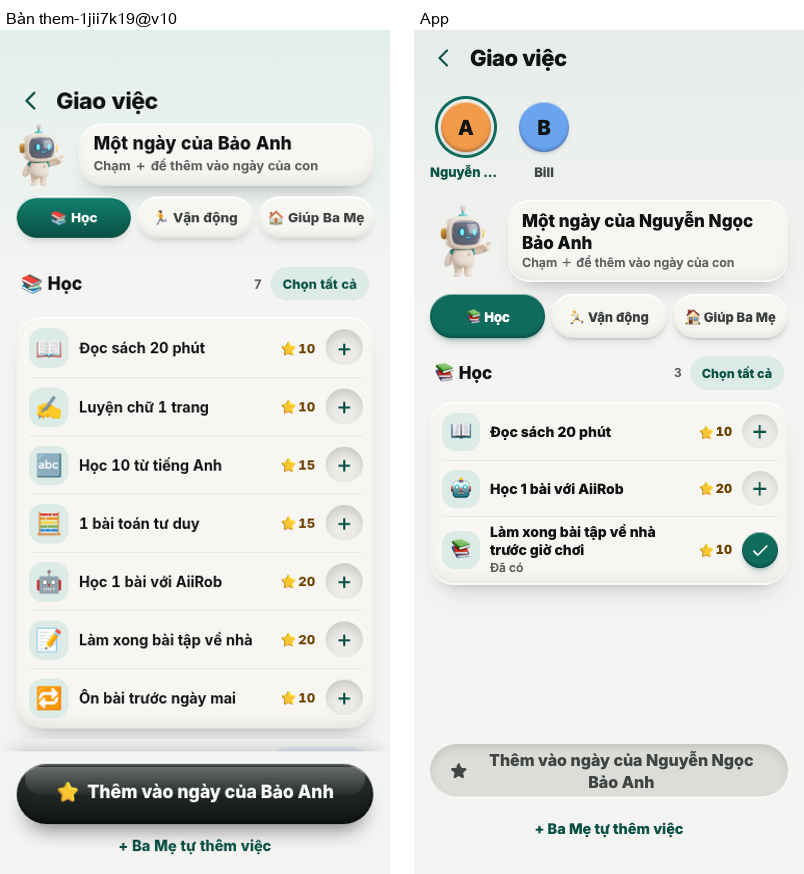 Bản them-1jii7k19@v10
Giao việc
Một ngày của Bảo Anh
Chạm + để thêm vào ngày của con
Học
Vận động
Giúp Ba Mẹ
Học
7
Chọn tất cả
Đọc sách 20 phút
10
Luyện chữ 1 trang
10
abc
Học 10 từ tiếng Anh
15
1 bài toán tư duy
15
Học 1 bài với AiiRob
20
Làm xong bài tập về nhà
20
Ôn bài trước ngày mai
10
Thêm vào ngày của Bảo Anh
+ Ba Mẹ tự thêm việc
App
Giao việc
A
B
Nguyễn ...
Bill
Một ngày của Nguyễn Ngọc
Bảo Anh
Chạm + để thêm vào ngày của con
Học
Vận động
Giúp Ba Mẹ
Học
3
Chọn tất cả
Đọc sách 20 phút
10
Học 1 bài với AiiRob
20
Làm xong bài tập về nhà
trước giờ chơi
Đã có
10
Thêm vào ngày của Nguyễn Ngọc
Bảo Anh
+ Ba Mẹ tự thêm việc